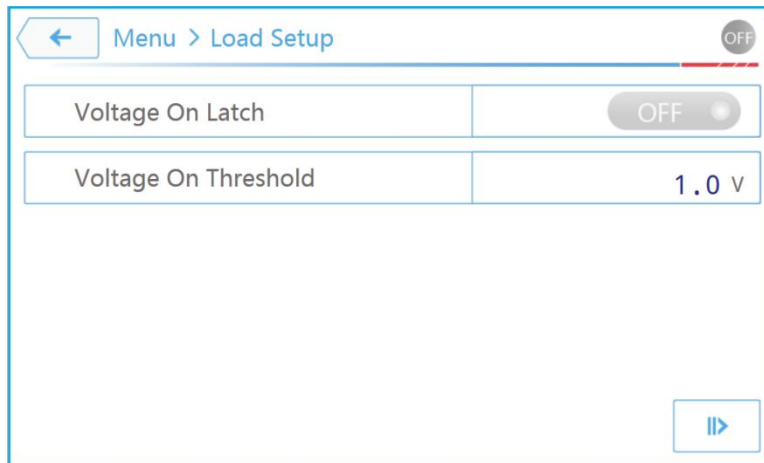 Menu > Load Setup OFF
Voltage On Latch OFF
Voltage On Threshold 1.0 V